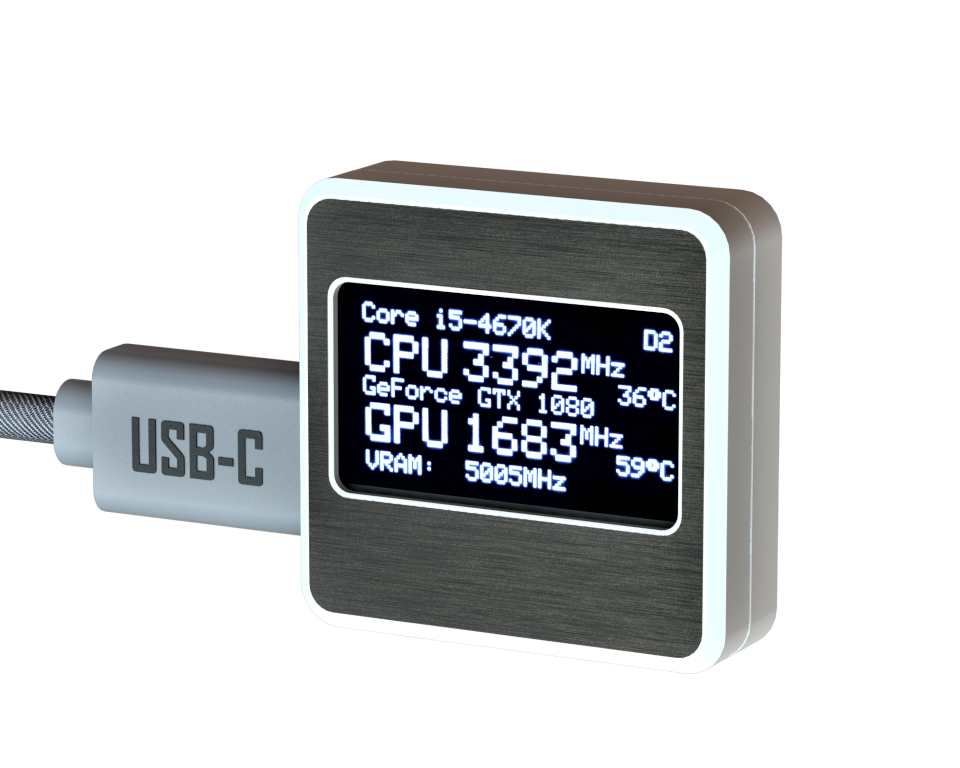 USB-C
Core i5-4670K D2
CPU 3392MHz 36°C
GeForce GTX 1080
GPU 1683MHz 59°C
VRAM: 5005MHz